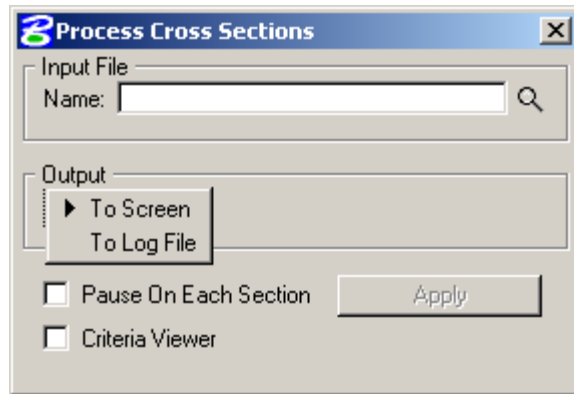 Process Cross Sections
Input File
Name:
Output
To Screen
To Log File
Pause On Each Section
Apply
Criteria Viewer